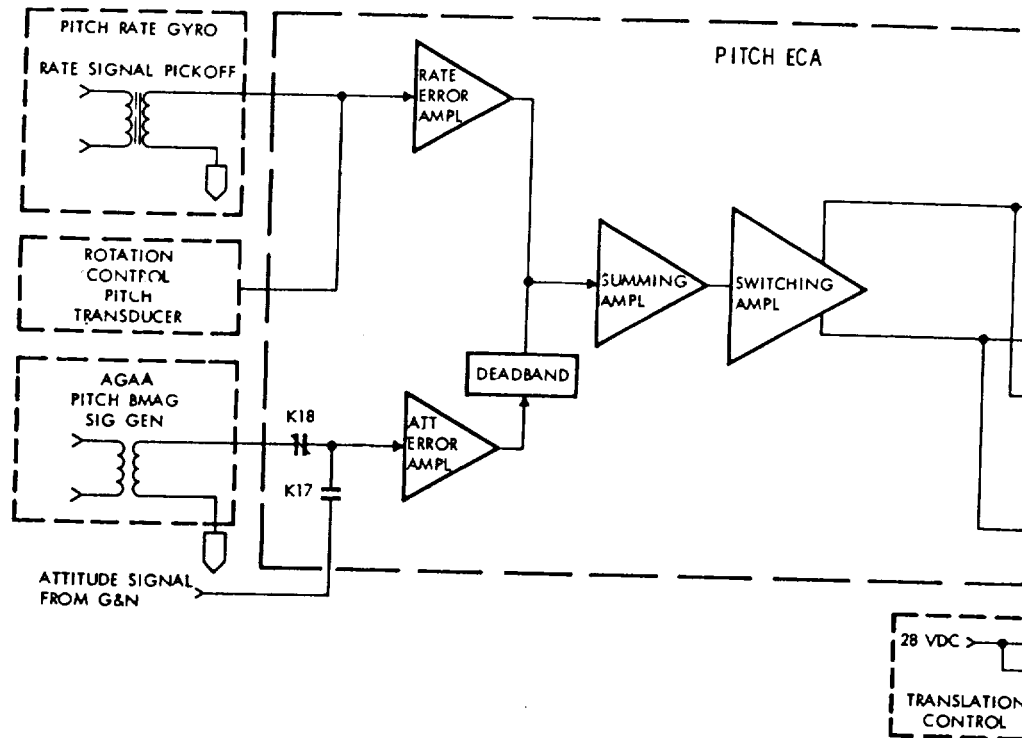 PITCH RATE GYRO
RATE SIGNAL PICKOFF
PITCH ECA
RATE
ERROR
AMPL
ROTATION
CONTROL
PITCH
TRANSDUCER
SUMMING
AMPL
SWITCHING
AMPL
DEADBAND
AGAA
PITCH BMAG
SIG GEN
K18
ATT
ERROR
AMPL
K17
ATTITUDE SIGNAL
FROM G&N
28 VDC
TRANSLATION
CONTROL